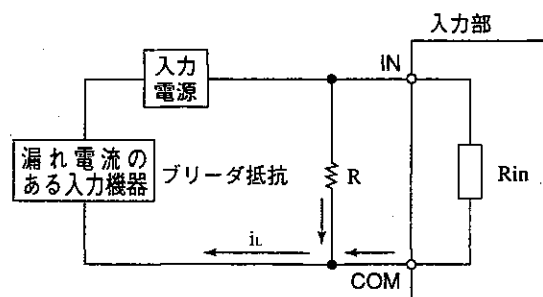 入力部
入力
電源
IN
漏れ電流の
ある入力機器
ブリーダ抵抗
R
Rin
iL
COM